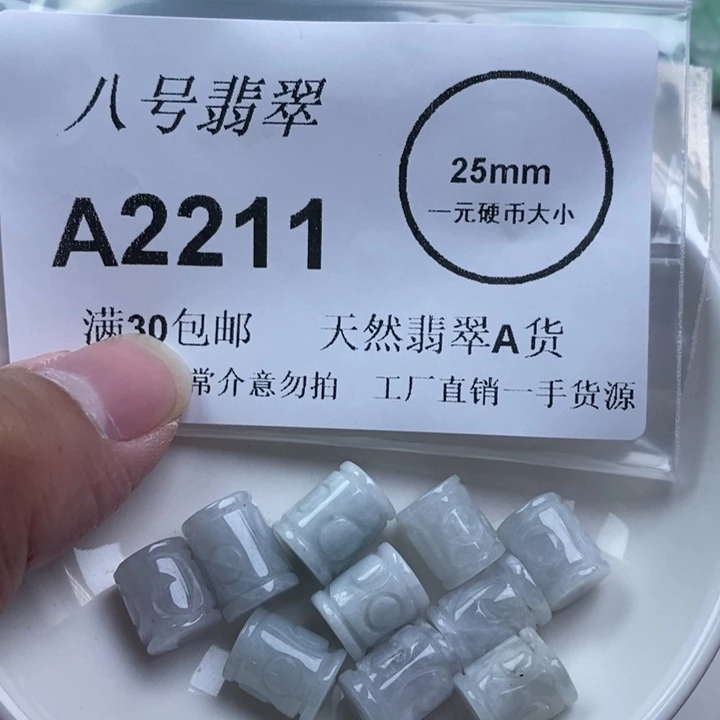 八号翡翠
25mm
一元硬币大小
A2211
满30包邮 天然翡翠A货
常介意勿拍 工厂直销一手货源